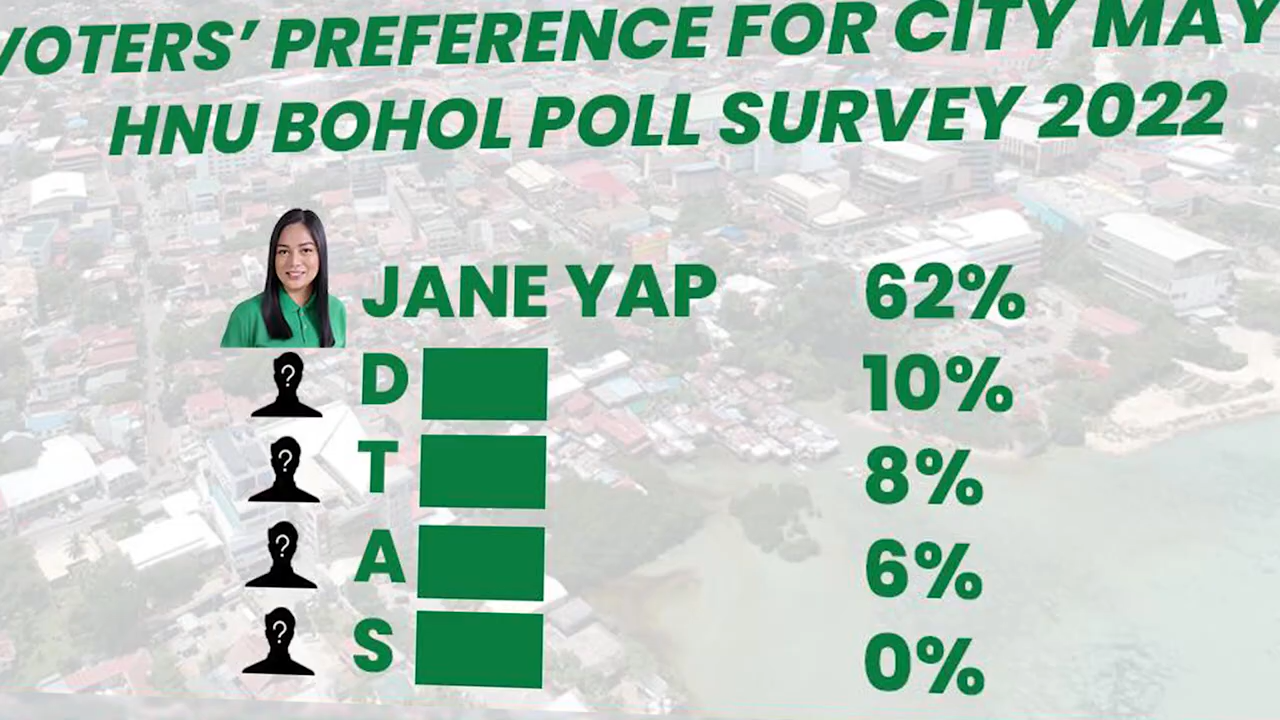 VOTERS' PREFERENCE FOR CITY MAY
HNU BOHOL POLL SURVEY 2022
JANE YAP 62%
? D 10%
? T 8%
? A 6%
? S 0%